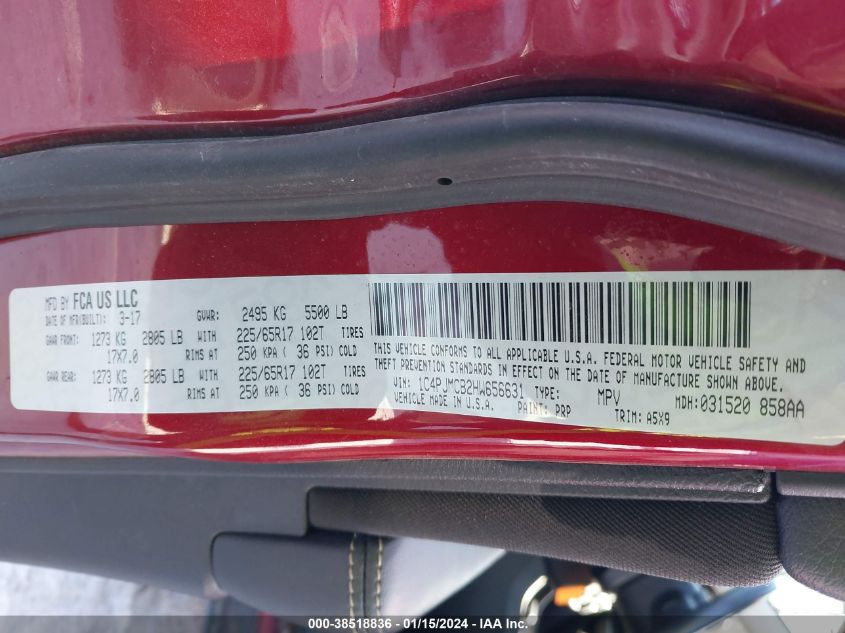 MFD BY FCA US LLC
DATE OF MFR(BUILT): 3-17 GVWR: 2495 KG 5500 LB
GAWR FRONT: 1273 KG 2805 LB WITH 225/65R17 102T TIRES
17X7.0 RIMS AT 250 KPA ( 36 PSI) COLD
GAWR REAR: 1273 KG 2805 LB WITH 225/65R17 102T TIRES
17X7.0 RIMS AT 250 KPA ( 36 PSI) COLD
THIS VEHICLE CONFORMS TO ALL APPLICABLE U.S.A. FEDERAL MOTOR VEHICLE SAFETY AND
THEFT PREVENTION STANDARDS IN EFFECT ON THE DATE OF MANUFACTURE SHOWN ABOVE.
VIN: 1C4PJMCB2HW656631 TYPE: MPV MDH: 031520 858AA
VEHICLE MADE IN U.S.A. PAINT: PRP TRIM: A5X9
000-38518836 - 01/15/2024 - IAA Inc.